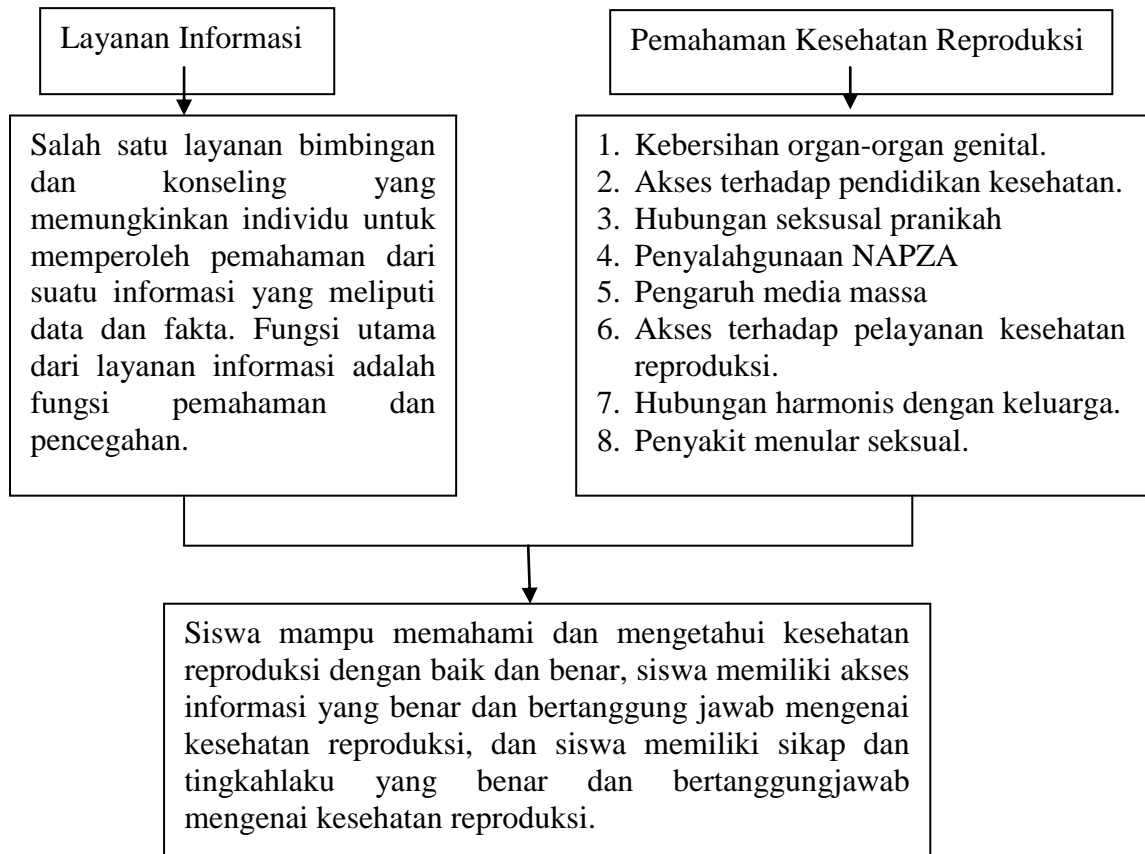 Layanan Informasi
Pemahaman Kesehatan Reproduksi
Salah satu layanan bimbingan
dan konseling yang
memungkinkan individu untuk
memperoleh pemahaman dari
suatu informasi yang meliputi
data dan fakta. Fungsi utama
dari layanan informasi adalah
fungsi pemahaman dan
pencegahan.
1. Kebersihan organ-organ genital.
2. Akses terhadap pendidikan kesehatan.
3. Hubungan seksusal pranikah
4. Penyalahgunaan NAPZA
5. Pengaruh media massa
6. Akses terhadap pelayanan kesehatan
reproduksi.
7. Hubungan harmonis dengan keluarga.
8. Penyakit menular seksual.
Siswa mampu memahami dan mengetahui kesehatan
reproduksi dengan baik dan benar, siswa memiliki akses
informasi yang benar dan bertanggung jawab mengenai
kesehatan reproduksi, dan siswa memiliki sikap dan
tingkahlaku yang benar dan bertanggungjawab
mengenai kesehatan reproduksi.